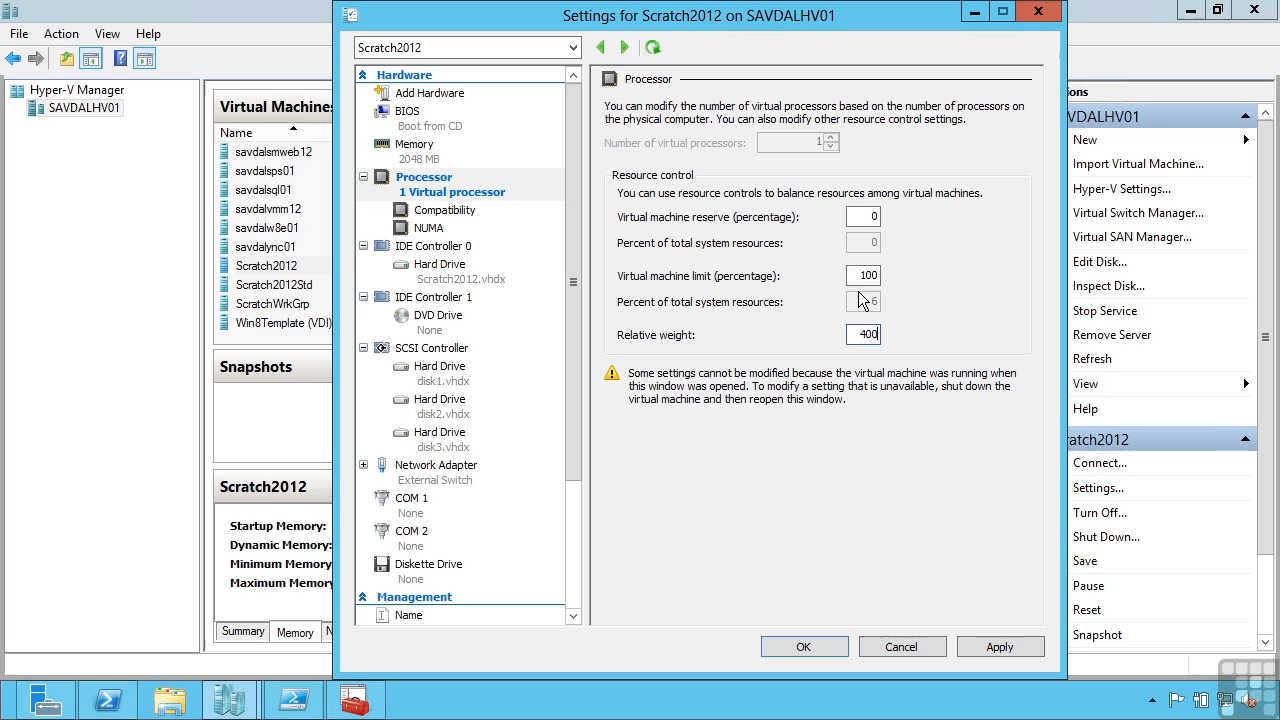 Settings for Scratch2012 on SAVDALHV01
File Action View Help
Hyper-V Manager
SAVDALHV01
Virtual Machines
Name
savdalsmweb12
savdalsps01
savdalsql01
savdalvmm12
savdalw8e01
savdalync01
Scratch2012
Scratch2012Std
ScratchWrkGrp
Win8Template (VDI)
Snapshots
Scratch2012
Startup Memory:
Dynamic Memory:
Minimum Memory:
Maximum Memory
Summary Memory N
Scratch2012
Hardware
Add Hardware
BIOS
Boot from CD
Memory
2048 MB
Processor
1 Virtual processor
Compatibility
NUMA
IDE Controller 0
Hard Drive
Scratch2012.vhdx
IDE Controller 1
DVD Drive
None
SCSI Controller
Hard Drive
disk1.vhdx
Hard Drive
disk2.vhdx
Hard Drive
disk3.vhdx
Network Adapter
External Switch
COM 1
None
COM 2
None
Diskette Drive
None
Management
Name
Processor
You can modify the number of virtual processors based on the number of processors on
the physical computer. You can also modify other resource control settings.
Number of virtual processors: 1
Resource control
You can use resource controls to balance resources among virtual machines.
Virtual machine reserve (percentage): 0
Percent of total system resources: 0
Virtual machine limit (percentage): 100
Percent of total system resources: 6
Relative weight: 400
Some settings cannot be modified because the virtual machine was running when
this window was opened. To modify a setting that is unavailable, shut down the
virtual machine and then reopen this window.
OK Cancel Apply
ons
VDALHV01
New
Import Virtual Machine...
Hyper-V Settings...
Virtual Switch Manager...
Virtual SAN Manager...
Edit Disk...
Inspect Disk...
Stop Service
Remove Server
Refresh
View
Help
ratch2012
Connect...
Settings...
Turn Off...
Shut Down...
Save
Pause
Reset
Snapshot